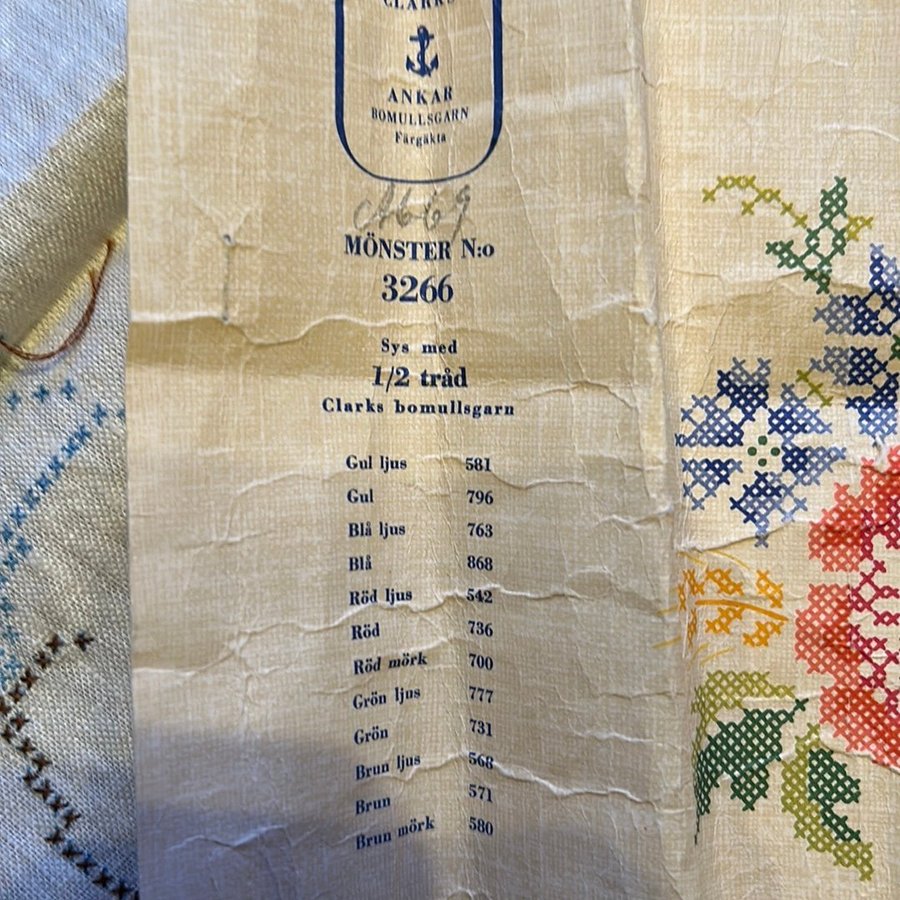 CLARKS
ANKAR
BOMULLSGARN
Färgäkta
A669
MÖNSTER N:o
3266
Sys med
1/2 tråd
Clarks bomullsgarn
Gul ljus 581
Gul 796
Blå ljus 763
Blå 868
Röd ljus 542
Röd 736
Röd mörk 700
Grön ljus 777
Grön 731
Brun ljus 568
Brun 571
Brun mörk 580